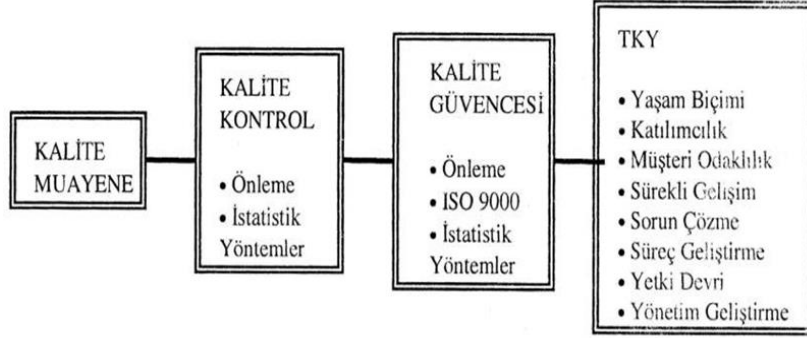 KALİTE
MUAYENE
KALİTE
KONTROL
• Önleme
• İstatistik
Yöntemler
KALİTE
GÜVENCESİ
• Önleme
• ISO 9000
• İstatistik
Yöntemler
TKY
• Yaşam Biçimi
• Katılımcılık
• Müşteri Odaklılık
• Sürekli Gelişim
• Sorun Çözme
• Süreç Geliştirme
• Yetki Devri
• Yönetim Geliştirme